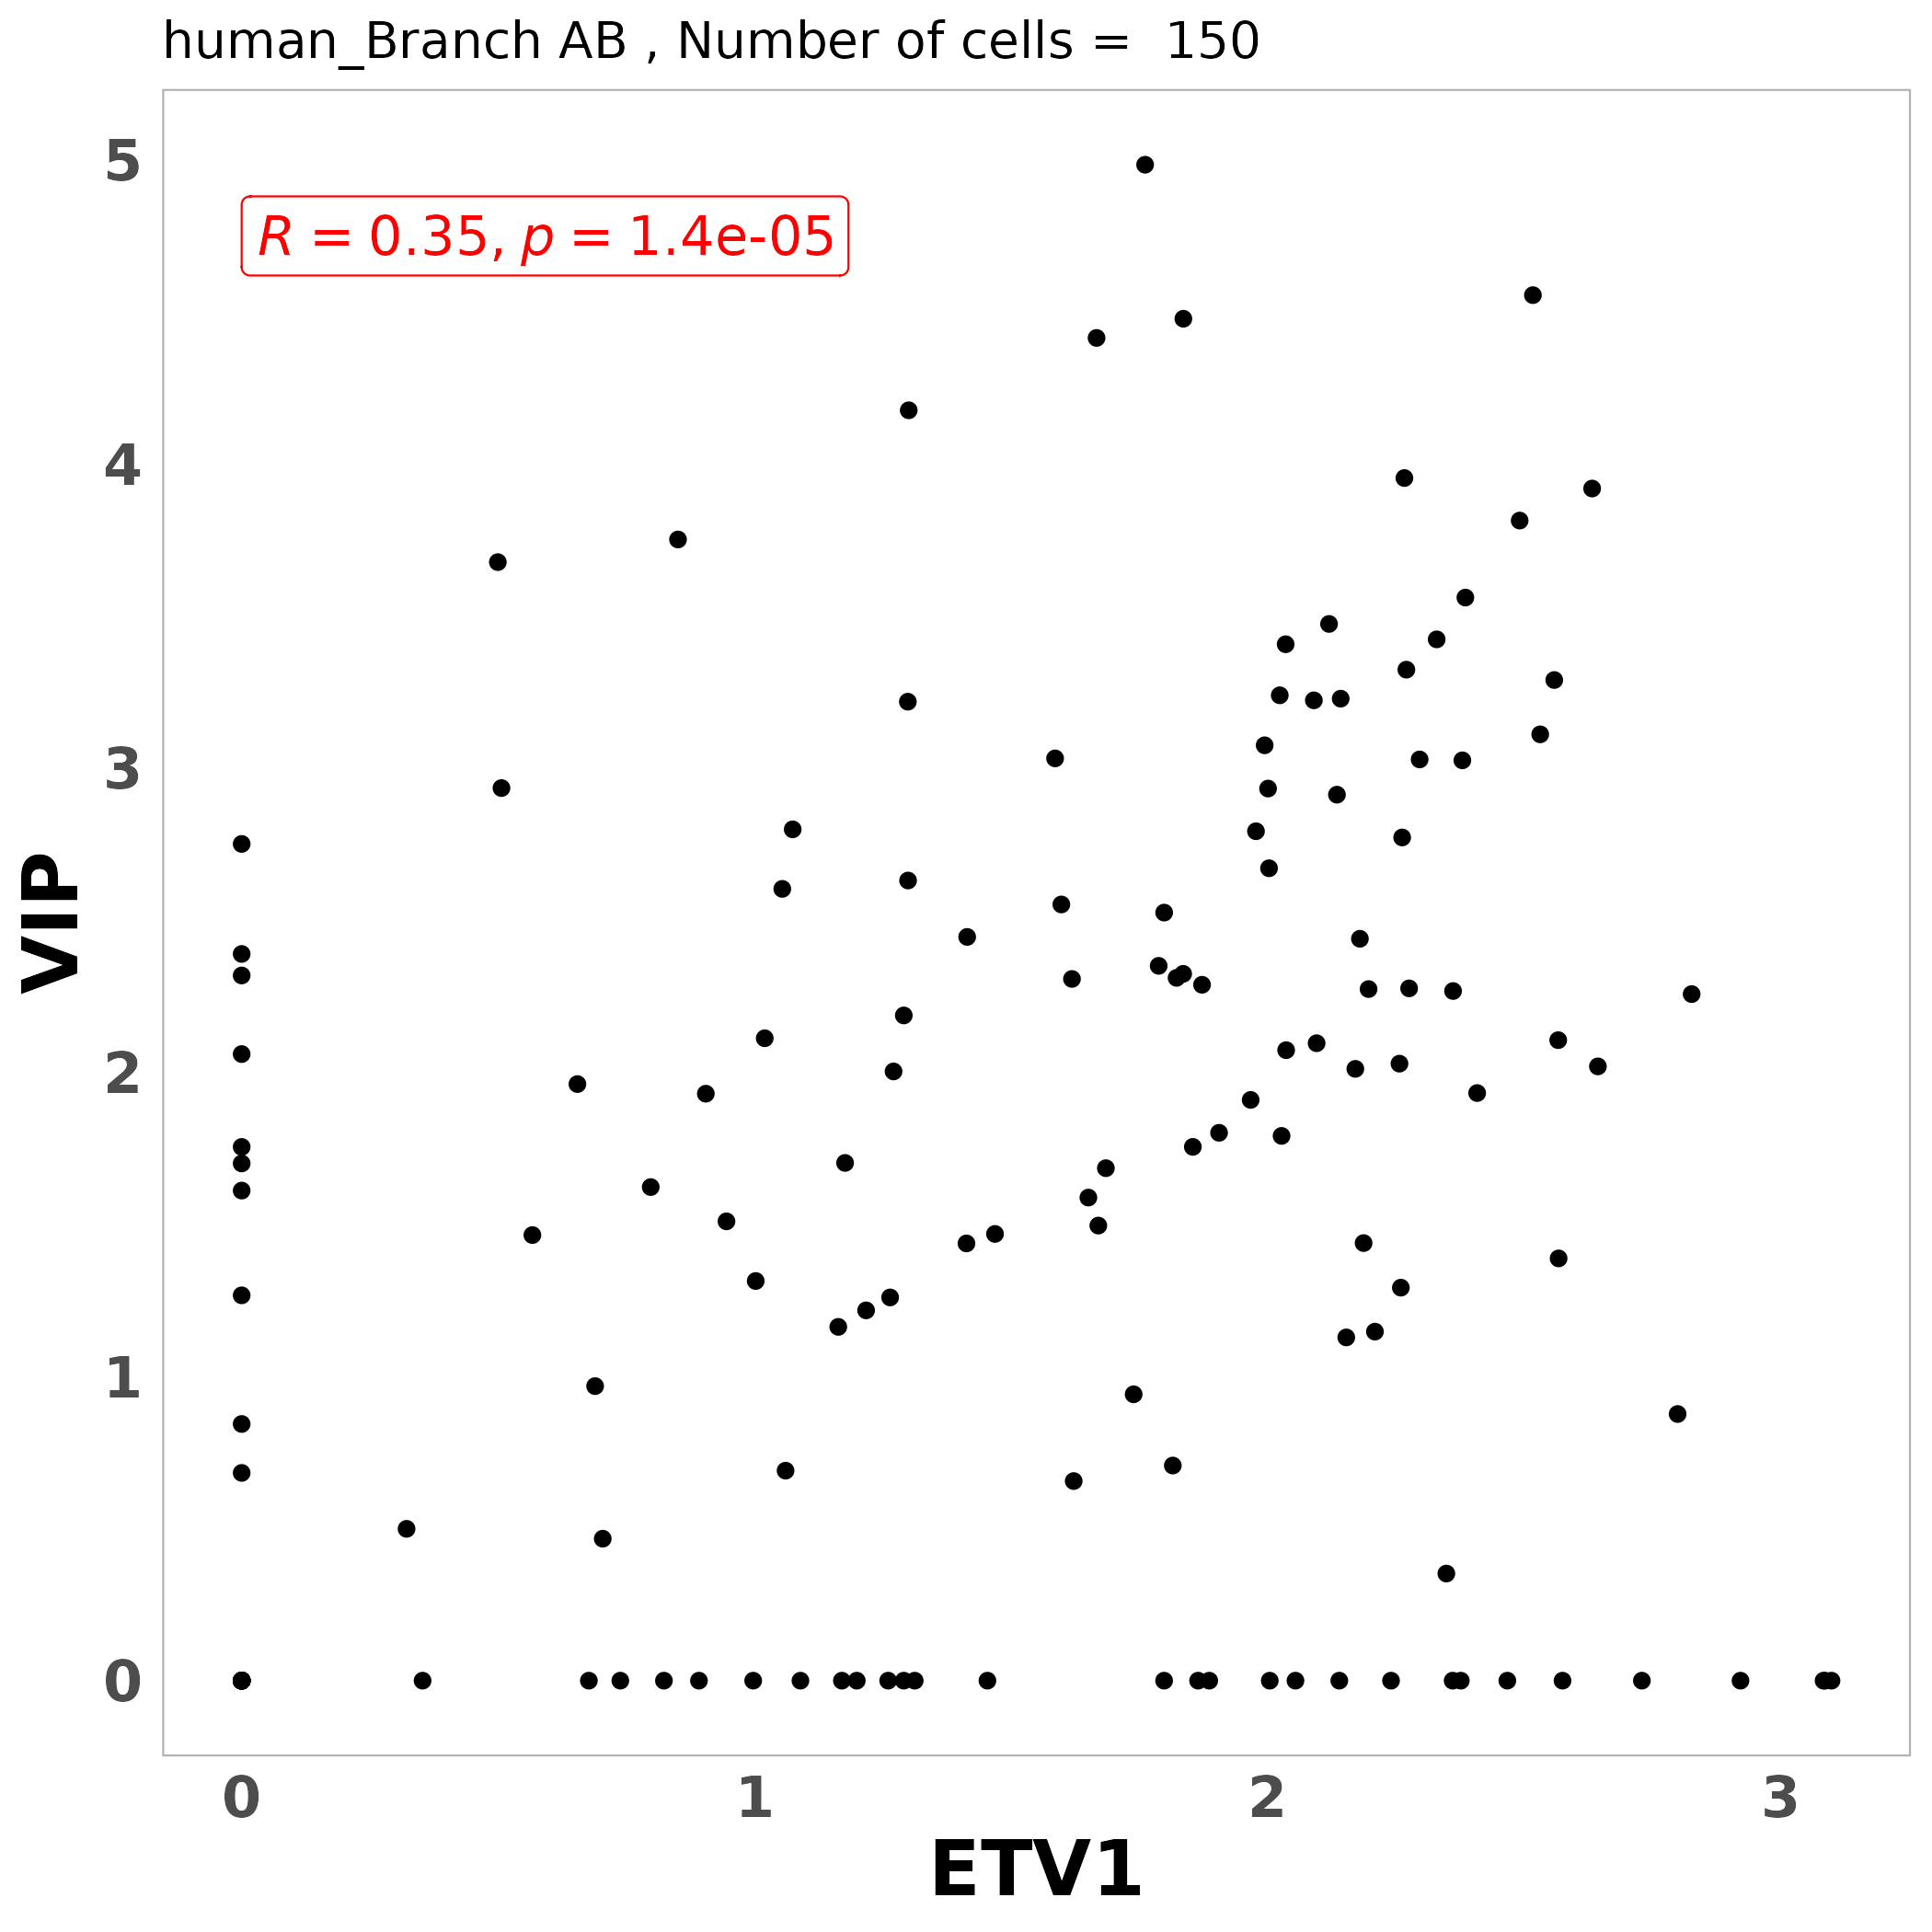 human_Branch AB , Number of cells =  150
R = 0.35, p = 1.4e-05
5
4
3
2
1
0
VIP
0 1 2 3
ETV1